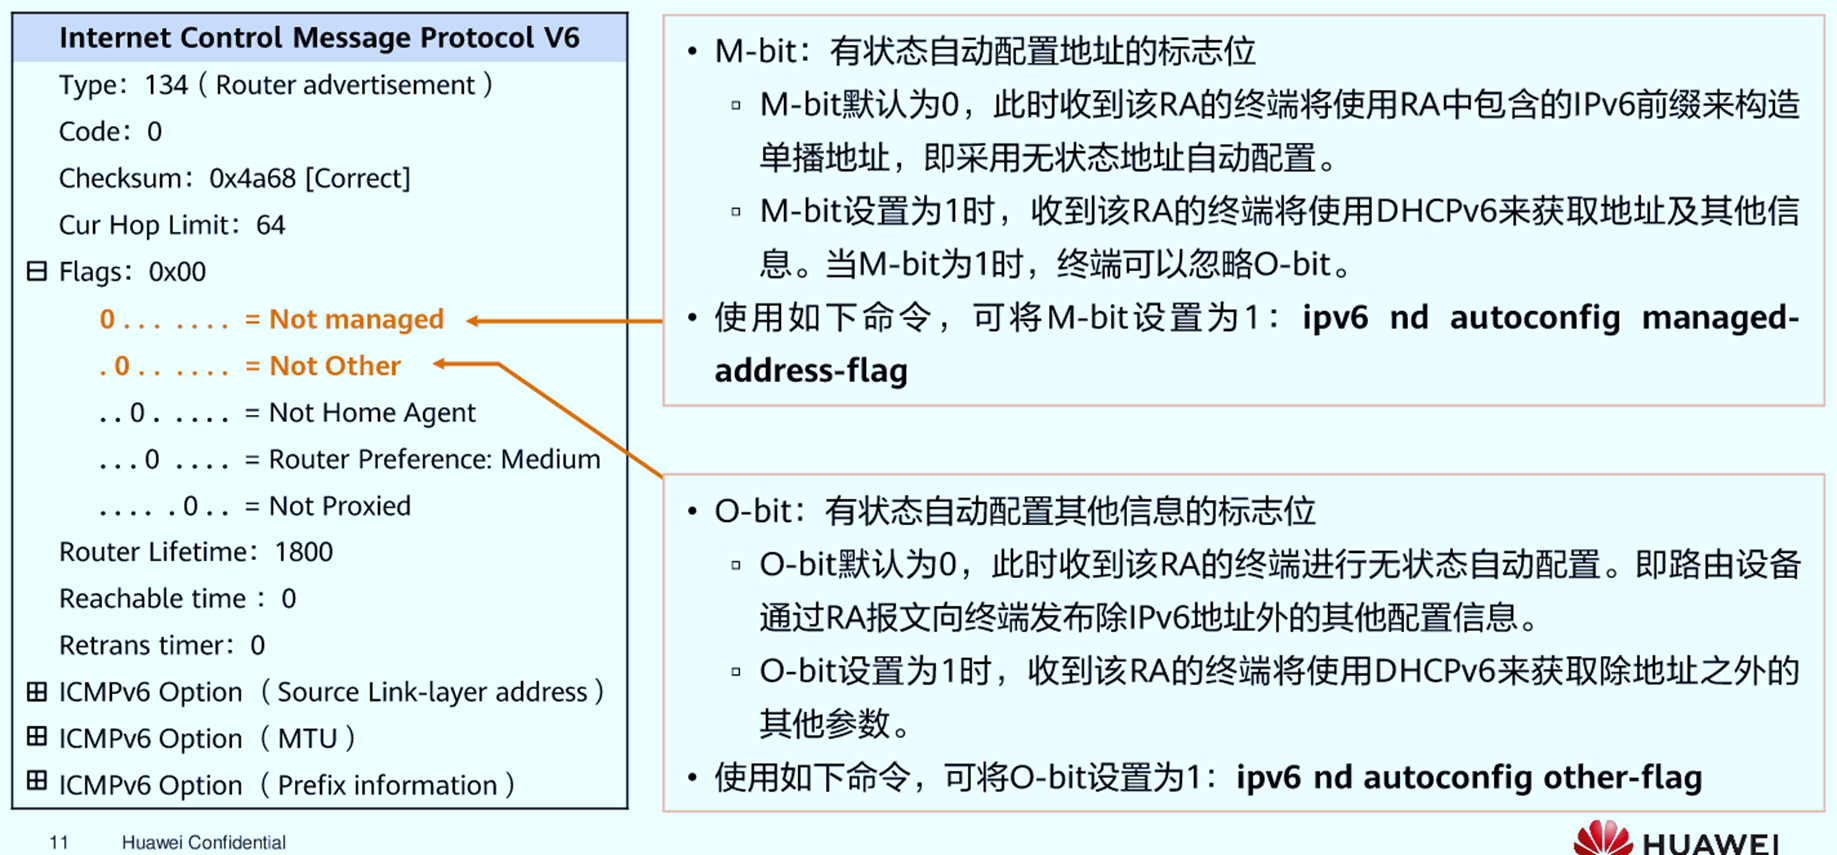 Internet Control Message Protocol V6
Type：134（Router advertisement）
Code：0
Checksum：0x4a68 [Correct]
Cur Hop Limit：64
Flags：0x00
0... .... = Not managed
.0.. .... = Not Other
..0. .... = Not Home Agent
...0 .... = Router Preference: Medium
.... .0.. = Not Proxied
Router Lifetime：1800
Reachable time：0
Retrans timer：0
ICMPv6 Option（Source Link-layer address）
ICMPv6 Option（MTU）
ICMPv6 Option（Prefix information）
• M-bit：有状态自动配置地址的标志位
▫ M-bit默认为0，此时收到该RA的终端将使用RA中包含的IPv6前缀来构造
单播地址，即采用无状态地址自动配置。
▫ M-bit设置为1时，收到该RA的终端将使用DHCPv6来获取地址及其他信
息。当M-bit为1时，终端可以忽略O-bit。
• 使用如下命令，可将M-bit设置为1：ipv6 nd autoconfig managed-
address-flag
• O-bit：有状态自动配置其他信息的标志位
▫ O-bit默认为0，此时收到该RA的终端进行无状态自动配置。即路由设备
通过RA报文向终端发布除IPv6地址外的其他配置信息。
▫ O-bit设置为1时，收到该RA的终端将使用DHCPv6来获取除地址之外的
其他参数。
• 使用如下命令，可将O-bit设置为1：ipv6 nd autoconfig other-flag
11 Huawei Confidential
HUAWEI